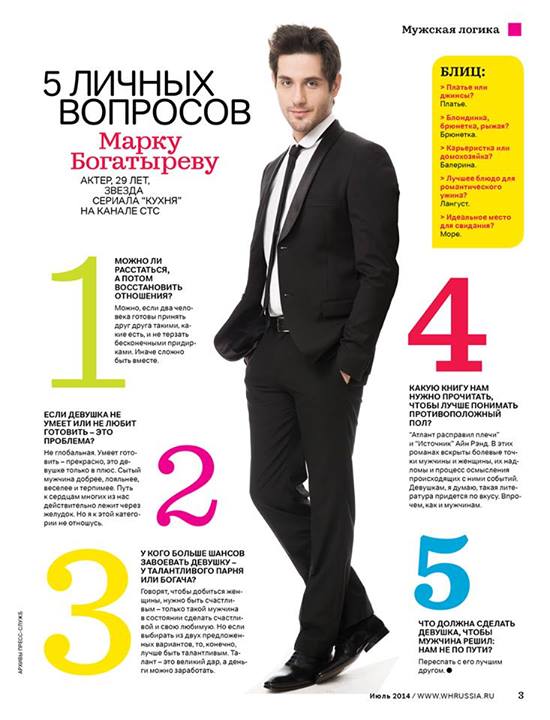 Мужская логика
5 ЛИЧНЫХ
ВОПРОСОВ
Марку
Богатыреву
АКТЕР, 29 ЛЕТ,
ЗВЕЗДА
СЕРИАЛА "КУХНЯ"
НА КАНАЛЕ СТС
БЛИЦ:
> Платье или
джинсы?
Платье.
> Блондинка,
брюнетка, рыжая?
Брюнетка.
> Карьеристка или
домохозяйка?
Балерина.
> Лучшее блюдо для
романтического
ужина?
Лангуст.
> Идеальное место
для свидания?
Море.
1
МОЖНО ЛИ
РАССТАТЬСЯ,
А ПОТОМ
ВОССТАНОВИТЬ
ОТНОШЕНИЯ?
Можно, если два чело-
века готовы принять
друг друга такими, ка-
кие есть, и не терзать
бесконечными придир-
ками. Иначе сложно
быть вместе.
2
ЕСЛИ ДЕВУШКА НЕ
УМЕЕТ ИЛИ НЕ ЛЮБИТ
ГОТОВИТЬ – ЭТО
ПРОБЛЕМА?
Не глобальная. Умеет гото-
вить – прекрасно, это де-
вушке только в плюс. Сытый
мужчина добрее, лояльнее,
веселее и терпимее. Путь
к сердцам многих из нас
действительно лежит через
желудок. Но я к этой катего-
рии не отношусь.
3
У КОГО БОЛЬШЕ ШАНСОВ
ЗАВОЕВАТЬ ДЕВУШКУ –
У ТАЛАНТЛИВОГО ПАРНЯ
ИЛИ БОГАЧА?
Говорят, чтобы добиться жен-
щины, нужно быть счастли-
вым – только такой мужчина
в состоянии сделать счастли-
вой и свою любимую. Но если
выбирать из двух предложен-
ных вариантов, то, конечно,
лучше быть талантливым. Та-
лант – это великий дар, а день-
ги можно заработать.
4
КАКУЮ КНИГУ НАМ
НУЖНО ПРОЧИТАТЬ,
ЧТОБЫ ЛУЧШЕ ПОНИМАТЬ
ПРОТИВОПОЛОЖНЫЙ
ПОЛ?
"Атлант расправил плечи"
и "Источник" Айн Рэнд. В этих
романах вскрыты болевые точ-
ки мужчины и женщины, их над-
ломы и процесс осмысления
происходящих с ними событий.
Девушкам, я думаю, такая лите-
ратура придется по вкусу. Впро-
чем, как и мужчинам.
5
ЧТО ДОЛЖНА СДЕЛАТЬ
ДЕВУШКА, ЧТОБЫ
МУЖЧИНА РЕШИЛ:
НАМ НЕ ПО ПУТИ?
Переспать с его лучшим
другом.
АРХИВЫ ПРЕСС-СЛУЖБ
Июль 2014 / WWW.WHRUSSIA.RU 3